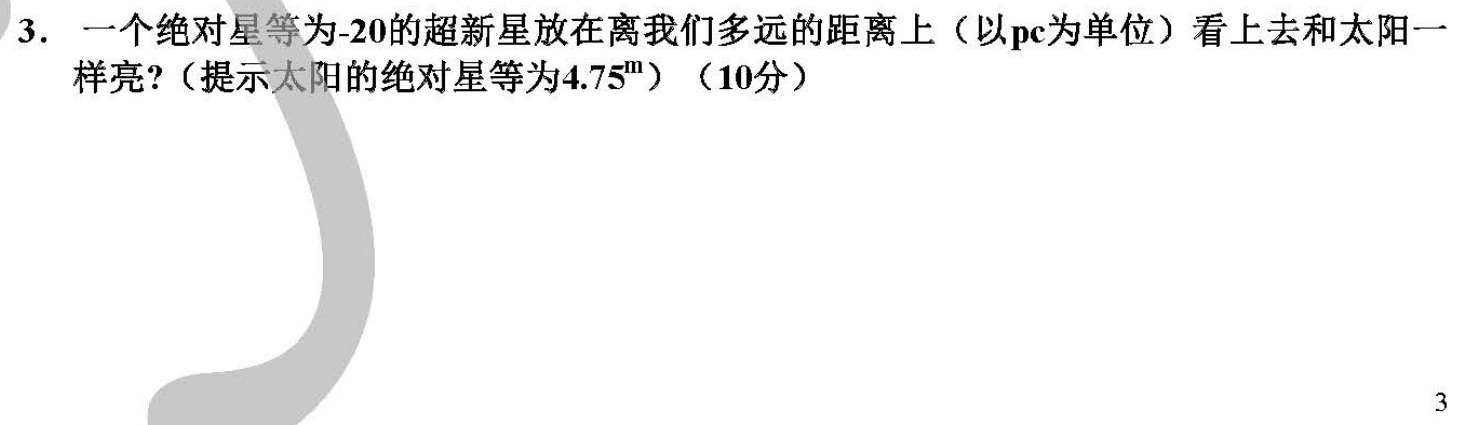 3. 一个绝对星等为-20的超新星放在离我们多远的距离上（以pc为单位）看上去和太阳一
样亮?（提示太阳的绝对星等为4.75ᵐ）（10分）
3